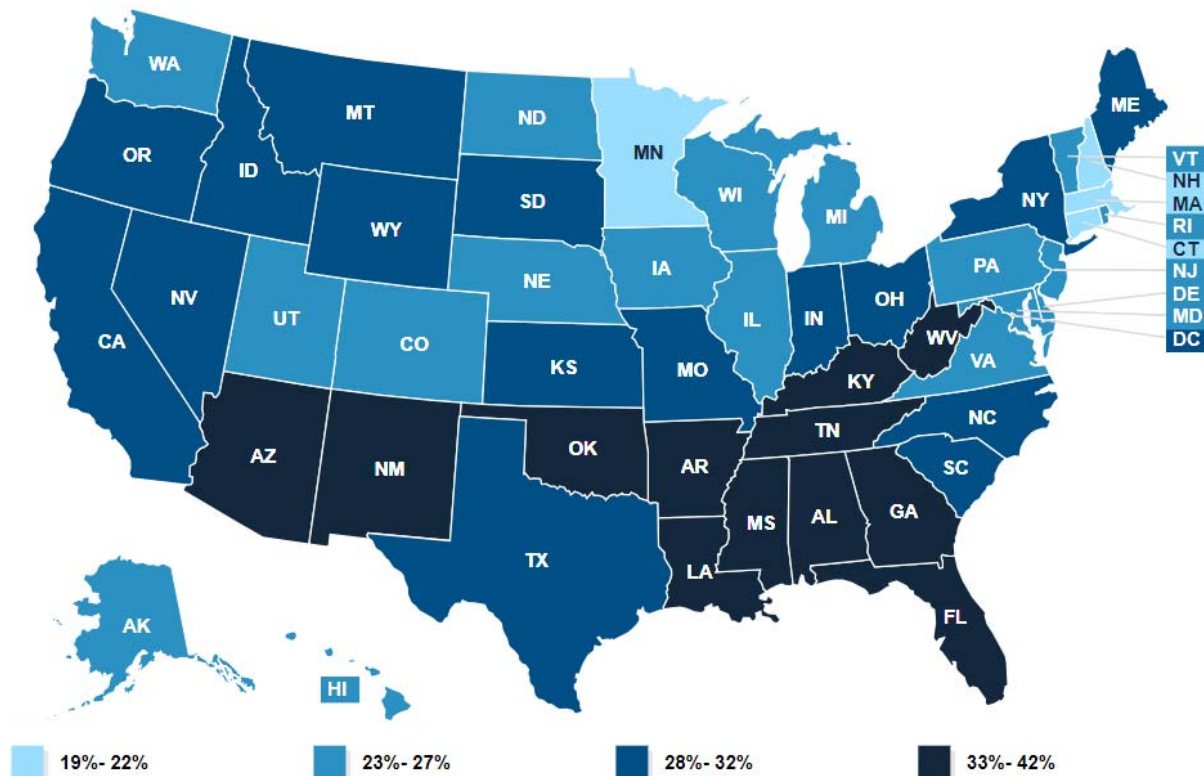 WA
MT
ND
MN
ME
OR
ID
SD
WI
MI
NY
VT
NH
MA
RI
CT
NJ
DE
MD
DC
WY
IA
PA
NE
NV
UT
CO
IL
IN
OH
WV
VA
CA
KS
MO
KY
NC
AZ
NM
OK
AR
TN
SC
MS
AL
GA
TX
LA
FL
AK
HI
19%- 22%
23%- 27%
28%- 32%
33%- 42%